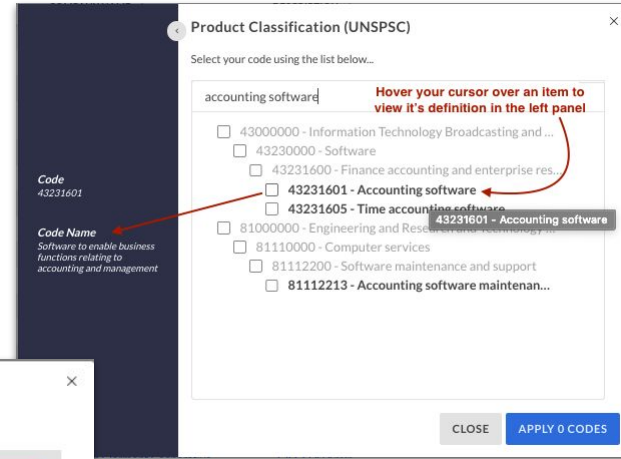 Product Classification (UNSPSC)
Select your code using the list below...
accounting software
Hover your cursor over an item to
view it's definition in the left panel
43000000 - Information Technology Broadcasting and ...
43230000 - Software
43231600 - Finance accounting and enterprise res...
43231601 - Accounting software
43231605 - Time accounting software
43231601 - Accounting software
81000000 - Engineering and Research and Technology ...
81110000 - Computer services
81112200 - Software maintenance and support
81112213 - Accounting software maintenan...
Code
43231601
Code Name
Software to enable business
functions relating to
accounting and management
CLOSE
APPLY 0 CODES